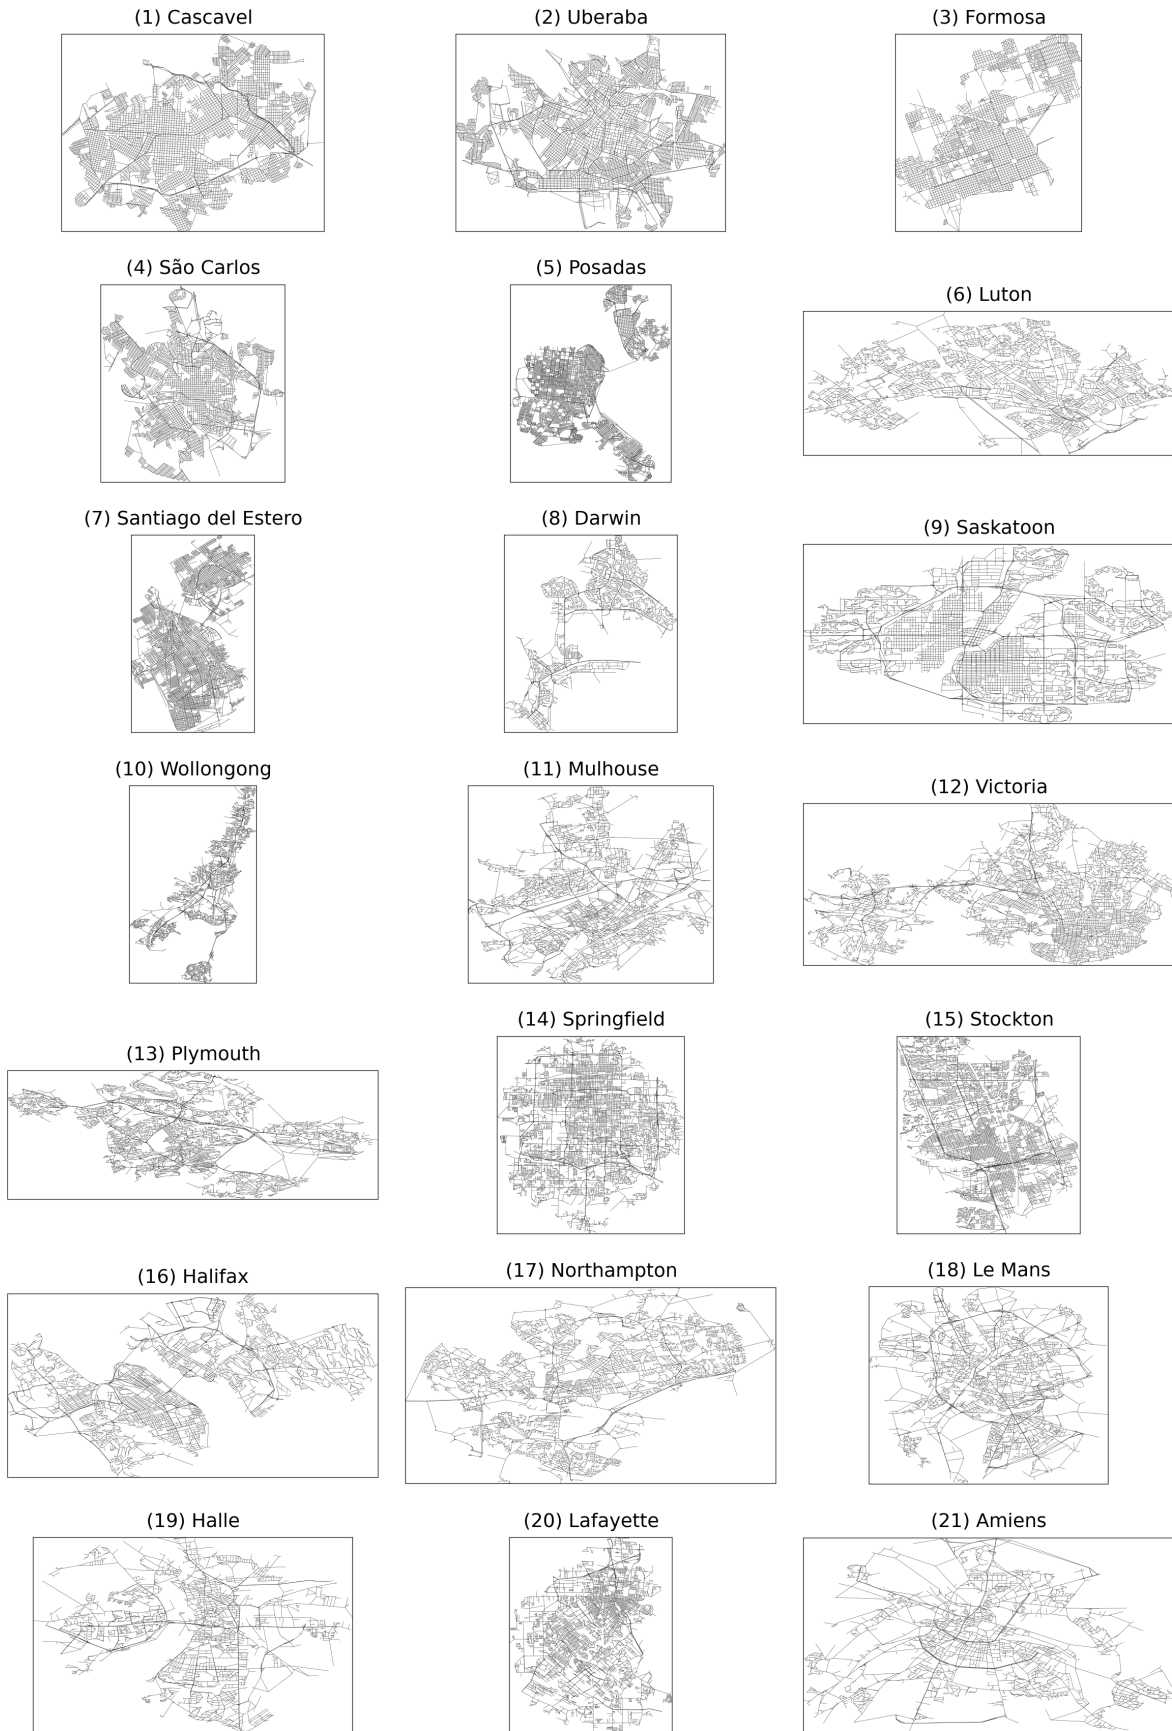 (1) Cascavel
(2) Uberaba
(3) Formosa
(4) São Carlos
(5) Posadas
(6) Luton
(7) Santiago del Estero
(8) Darwin
(9) Saskatoon
(10) Wollongong
(11) Mulhouse
(12) Victoria
(13) Plymouth
(14) Springfield
(15) Stockton
(16) Halifax
(17) Northampton
(18) Le Mans
(19) Halle
(20) Lafayette
(21) Amiens